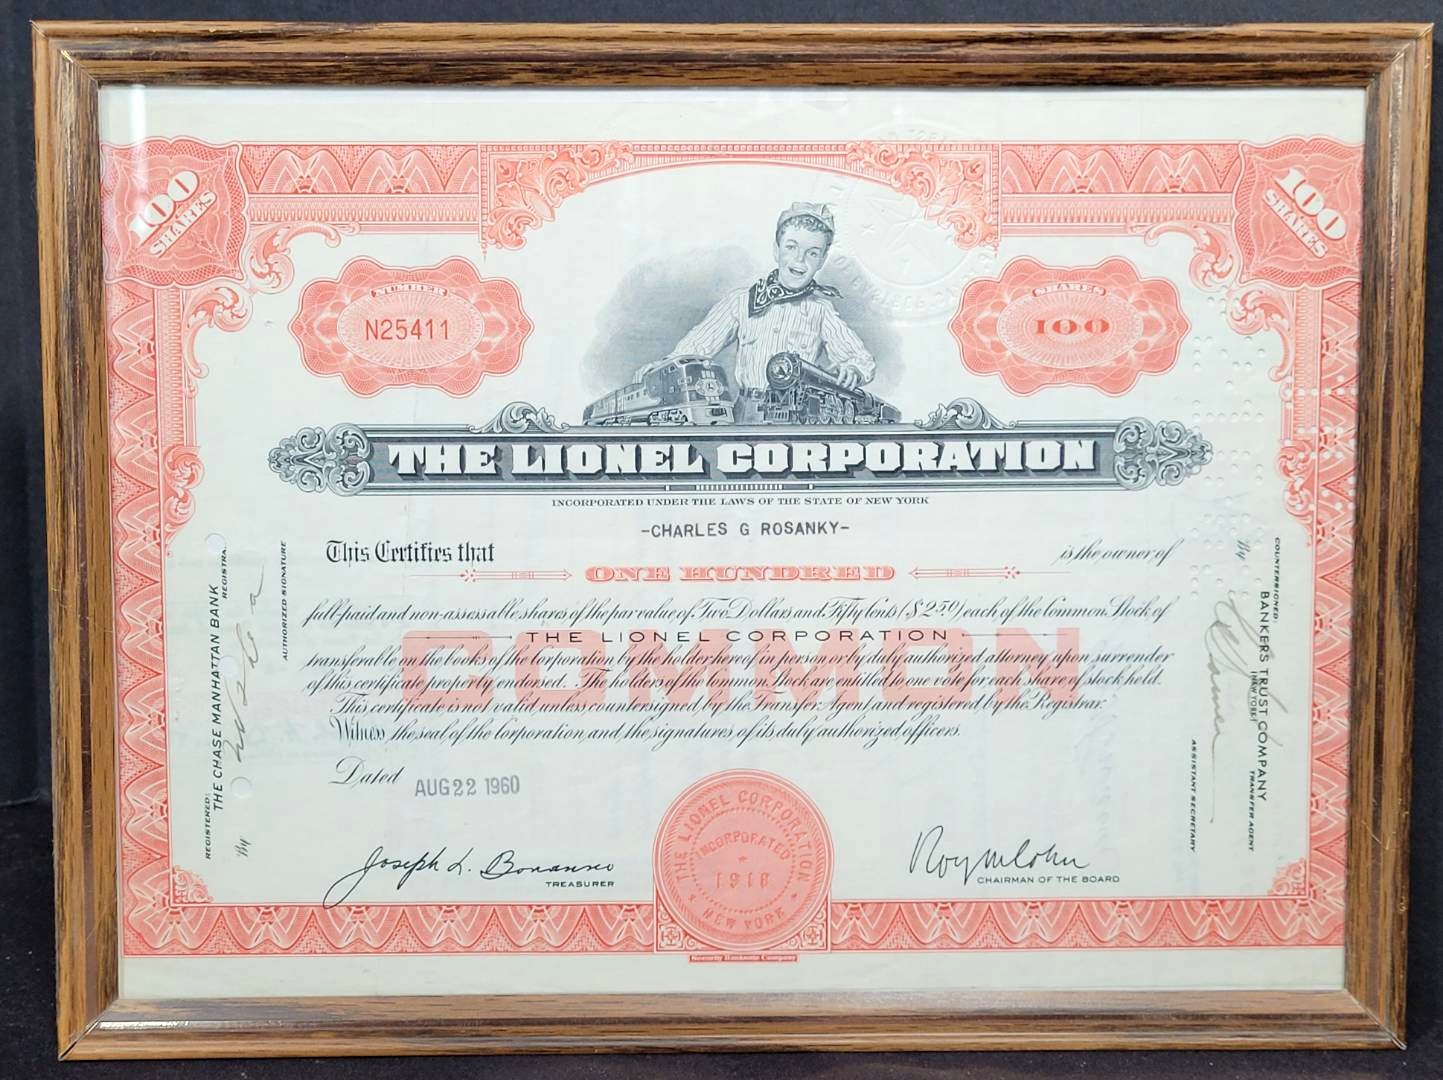 100 SHARES
100 SHARES
NUMBER
N25411
SHARES
100
THE LIONEL CORPORATION
INCORPORATED UNDER THE LAWS OF THE STATE OF NEW YORK
-CHARLES G ROSANKY-
This Certifies that is the owner of
ONE HUNDRED
full-paid and non-assessable shares of the par value of Two Dollars and Fifty Cents ($2.50) each of the Common Stock of
THE LIONEL CORPORATION
COMMON
transferable on the books of the Corporation by the holder hereof in person or by duly authorized attorney upon surrender
of this certificate properly endorsed. The holders of the Common Stock are entitled to one vote for each share of stock held.
This certificate is not valid unless countersigned by the Transfer Agent and registered by the Registrar.
Witness the seal of the Corporation and the signatures of its duly authorized officers.
Dated AUG 22 1960
Joseph L. Bonanno
TREASURER
THE LIONEL CORPORATION
INCORPORATED
1918
NEW YORK
Roy M Cohn
CHAIRMAN OF THE BOARD
Security Banknote Company
REGISTERED:
THE CHASE MANHATTAN BANK
REGISTRAR
By
AUTHORIZED SIGNATURE
COUNTERSIGNED:
BANKERS TRUST COMPANY
(NEW YORK)
TRANSFER AGENT
By
ASSISTANT SECRETARY